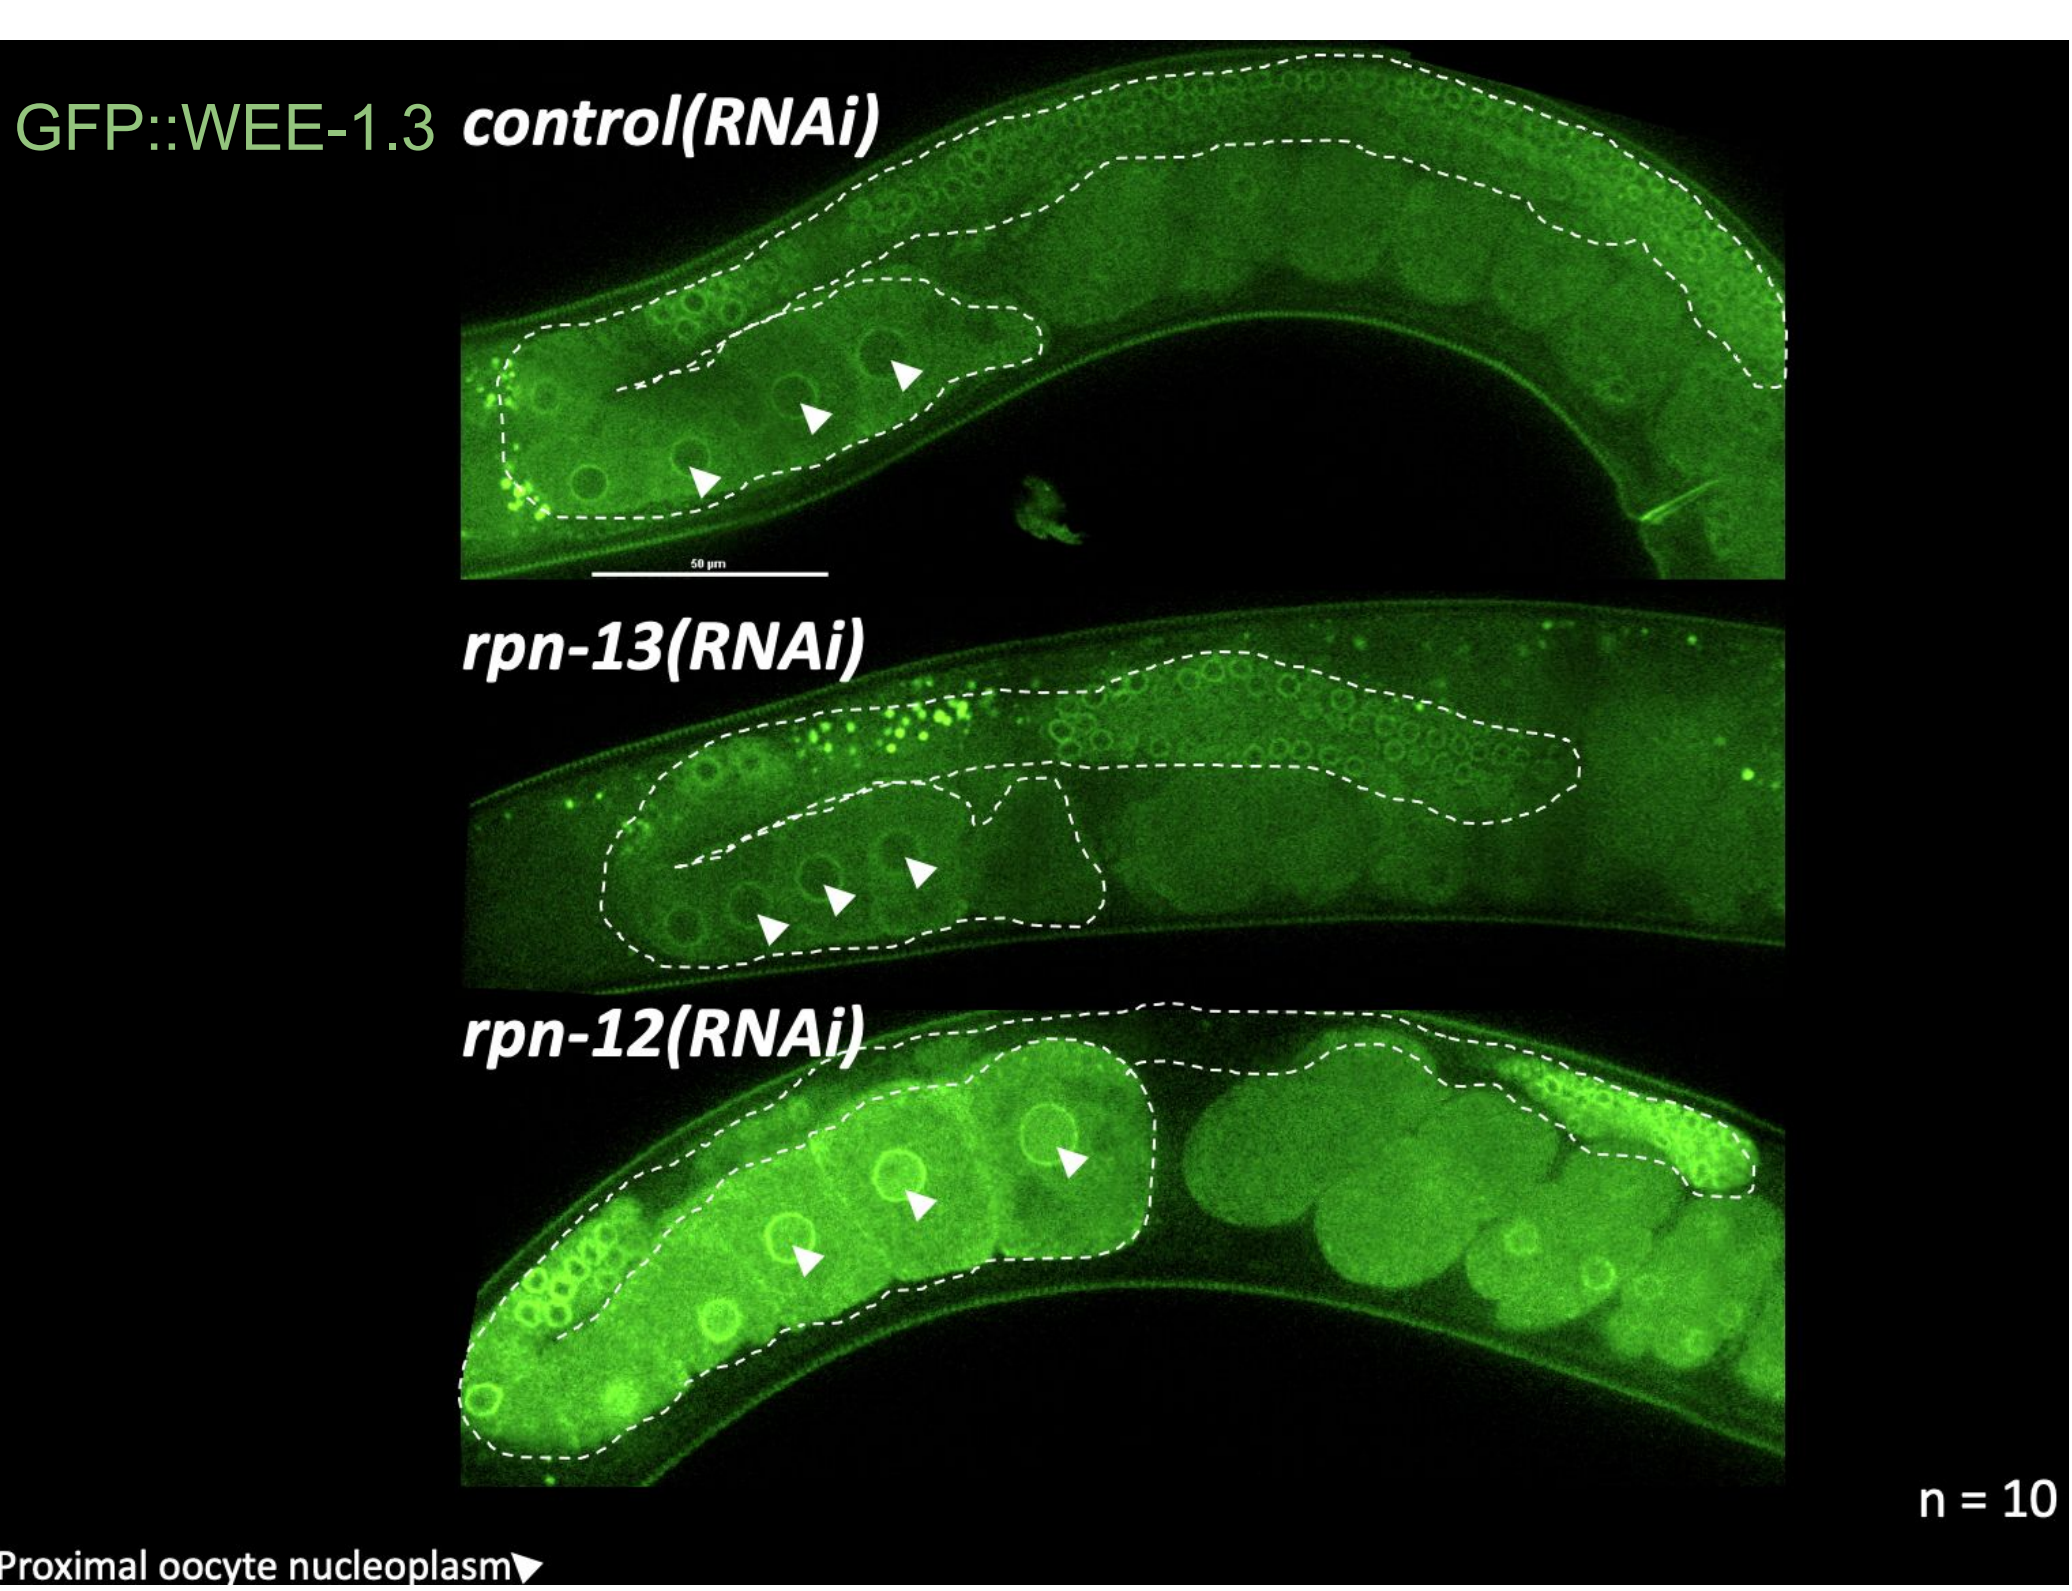 GFP::WEE-1.3 control(RNAi)
50 µm
rpn-13(RNAi)
rpn-12(RNAi)
n = 10
Proximal oocyte nucleoplasm